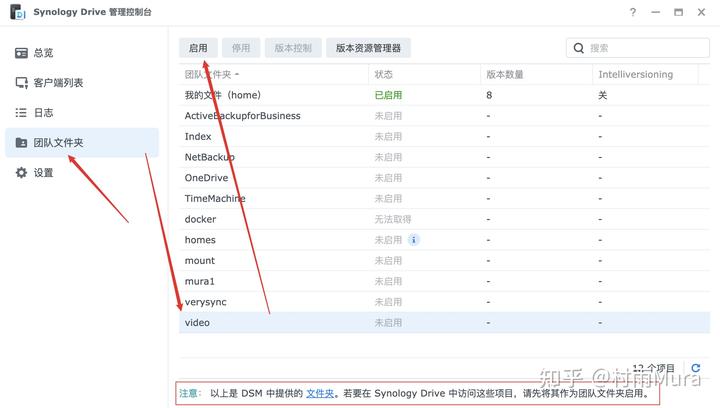 Synology Drive 管理控制台
总览
客户端列表
日志
团队文件夹
设置
启用 停用 版本控制 版本资源管理器 搜索
团队文件夹 状态 版本数量 Intelliversioning
我的文件（home） 已启用 8 关
ActiveBackupforBusiness 未启用 - -
Index 未启用 - -
NetBackup 未启用 - -
OneDrive 未启用 - -
TimeMachine 未启用 - -
docker 无法取得 - -
homes 未启用 - -
mount 未启用 - -
mura1 未启用 - -
verysync 未启用 - -
video 未启用 - -
12 个项目
知乎 @村雨Mura
注意： 以上是 DSM 中提供的 文件夹。若要在 Synology Drive 中访问这些项目，请先将其作为团队文件夹启用。